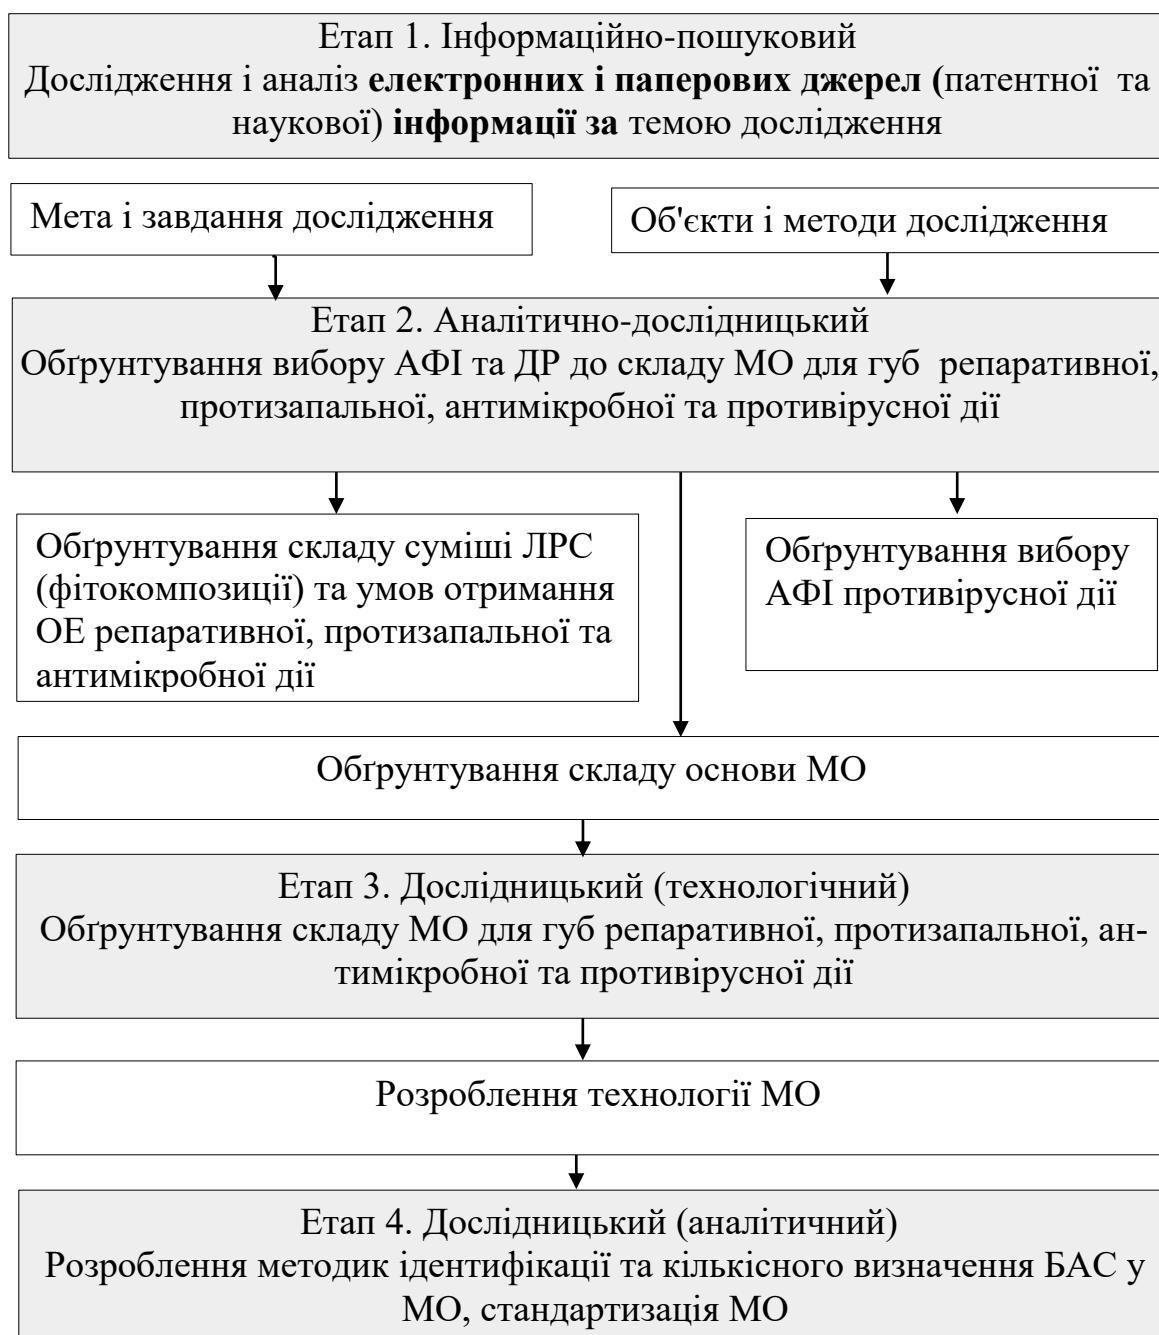 Етап 1. Інформаційно-пошуковий
Дослідження і аналіз електронних і паперових джерел (патентної та
наукової) інформації за темою дослідження
Мета і завдання дослідження
Об'єкти і методи дослідження
Етап 2. Аналітично-дослідницький
Обґрунтування вибору АФІ та ДР до складу МО для губ репаративної,
протизапальної, антимікробної та противірусної дії
Обґрунтування складу суміші ЛРС
(фітокомпозиції) та умов отримання
ОЕ репаративної, протизапальної та
антимікробної дії
Обґрунтування вибору
АФІ противірусної дії
Обґрунтування складу основи МО
Етап 3. Дослідницький (технологічний)
Обґрунтування складу МО для губ репаративної, протизапальної, ан-
тимікробної та противірусної дії
Розроблення технології МО
Етап 4. Дослідницький (аналітичний)
Розроблення методик ідентифікації та кількісного визначення БАС у
МО, стандартизація МО